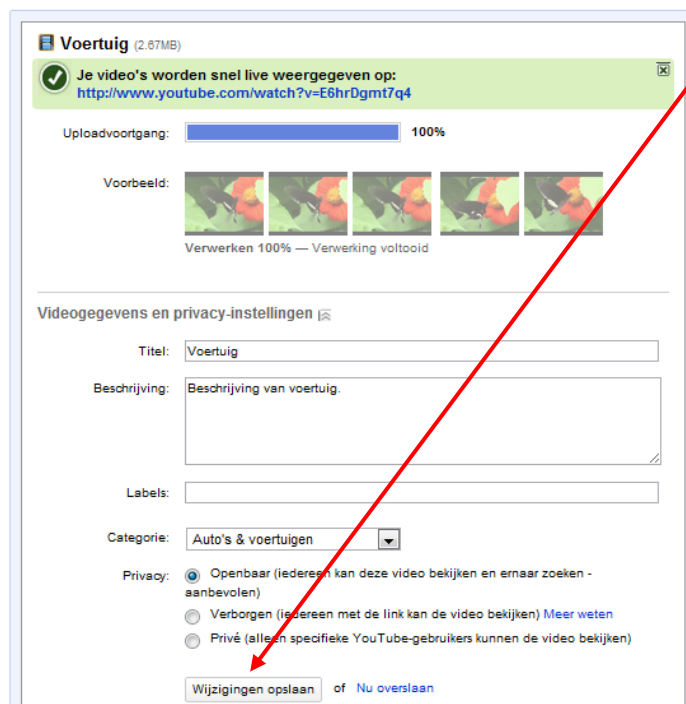 Voertuig (2.67MB)
Je video's worden snel live weergegeven op:
http://www.youtube.com/watch?v=E6hrDgmt7q4
Uploadvoortgang: 100%
Voorbeeld:
Verwerken 100% — Verwerking voltooid
Videogegevens en privacy-instellingen
Titel: Voertuig
Beschrijving: Beschrijving van voertuig.
Labels:
Categorie: Auto's & voertuigen
Privacy: Openbaar (iedereen kan deze video bekijken en ernaar zoeken -
aanbevolen)
Verborgen (iedereen met de link kan de video bekijken) Meer weten
Privé (alleen specifieke YouTube-gebruikers kunnen de video bekijken)
Wijzigingen opslaan of Nu overslaan